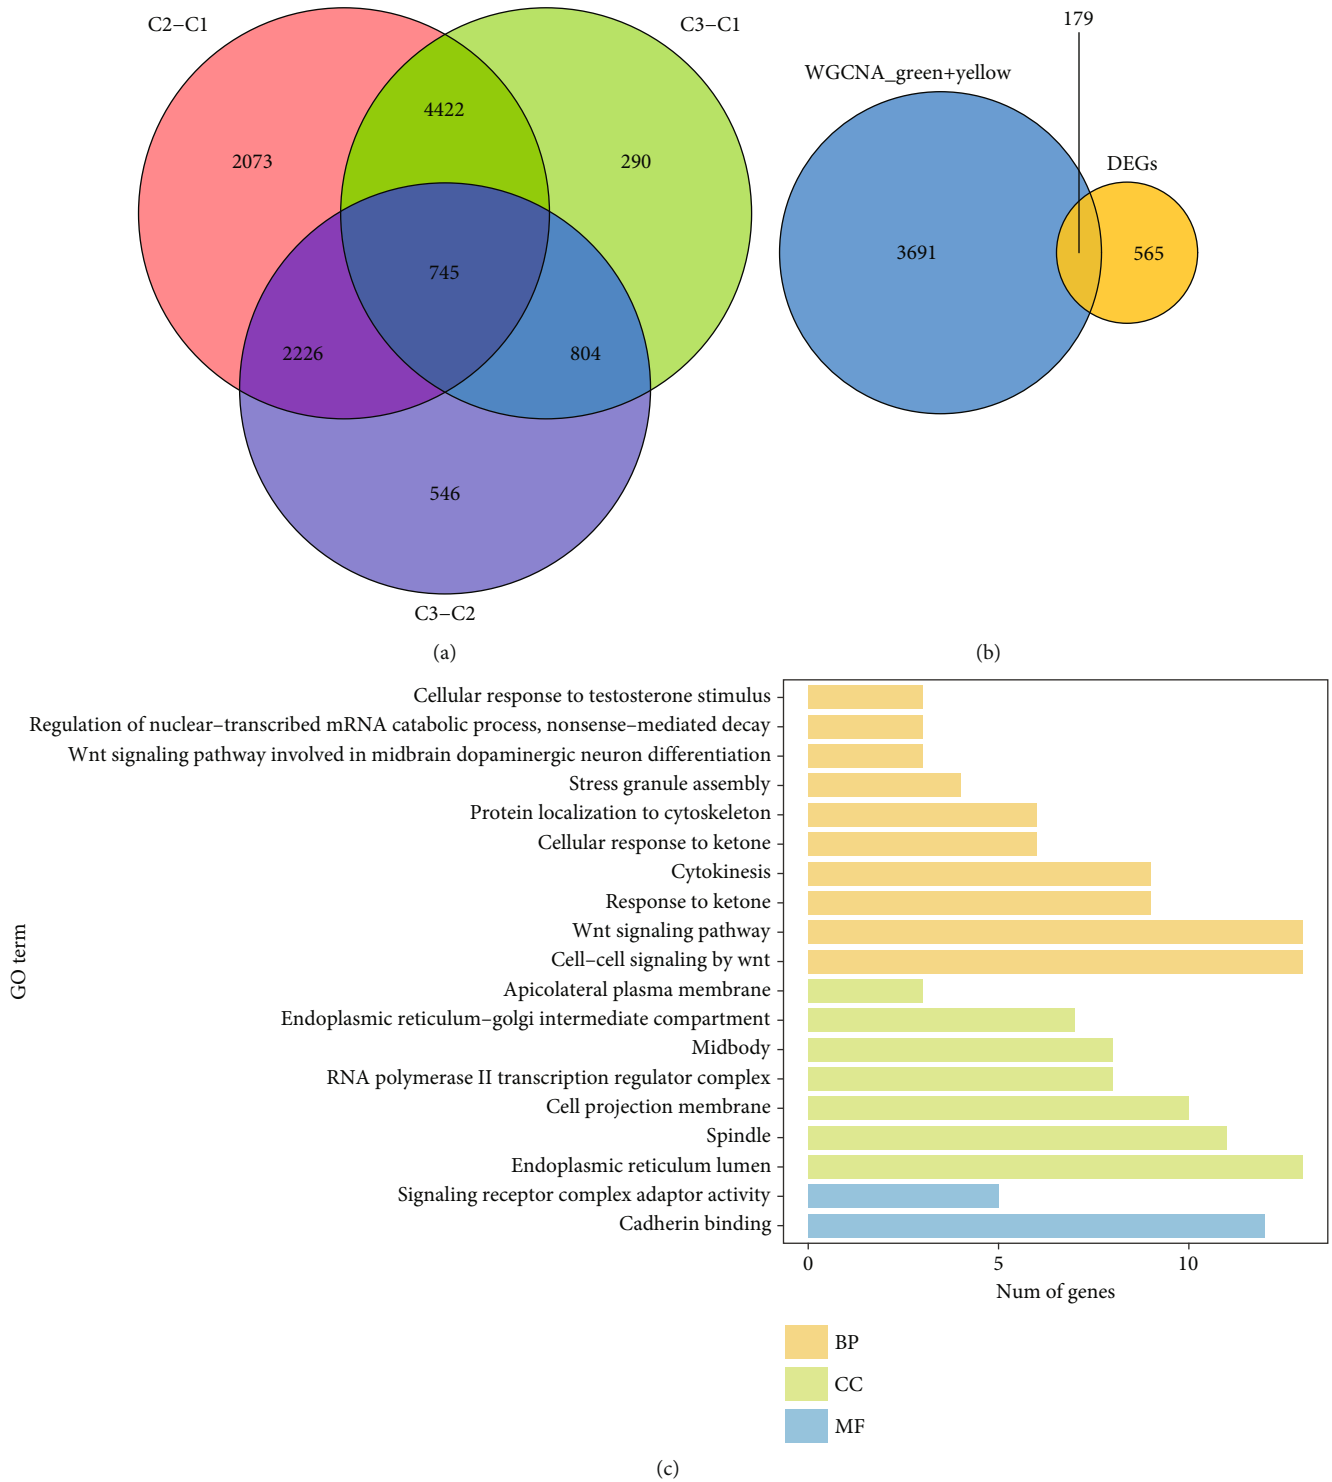 C2−C1
C3−C1
4422
2073
290
745
2226
804
546
C3−C2
(a)
179
WGCNA_green+yellow
DEGs
3691
565
(b)
GO term
Cellular response to testosterone stimulus
Regulation of nuclear−transcribed mRNA catabolic process, nonsense−mediated decay
Wnt signaling pathway involved in midbrain dopaminergic neuron differentiation
Stress granule assembly
Protein localization to cytoskeleton
Cellular response to ketone
Cytokinesis
Response to ketone
Wnt signaling pathway
Cell−cell signaling by wnt
Apicolateral plasma membrane
Endoplasmic reticulum−golgi intermediate compartment
Midbody
RNA polymerase II transcription regulator complex
Cell projection membrane
Spindle
Endoplasmic reticulum lumen
Signaling receptor complex adaptor activity
Cadherin binding
0 5 10
Num of genes
BP
CC
MF
(c)